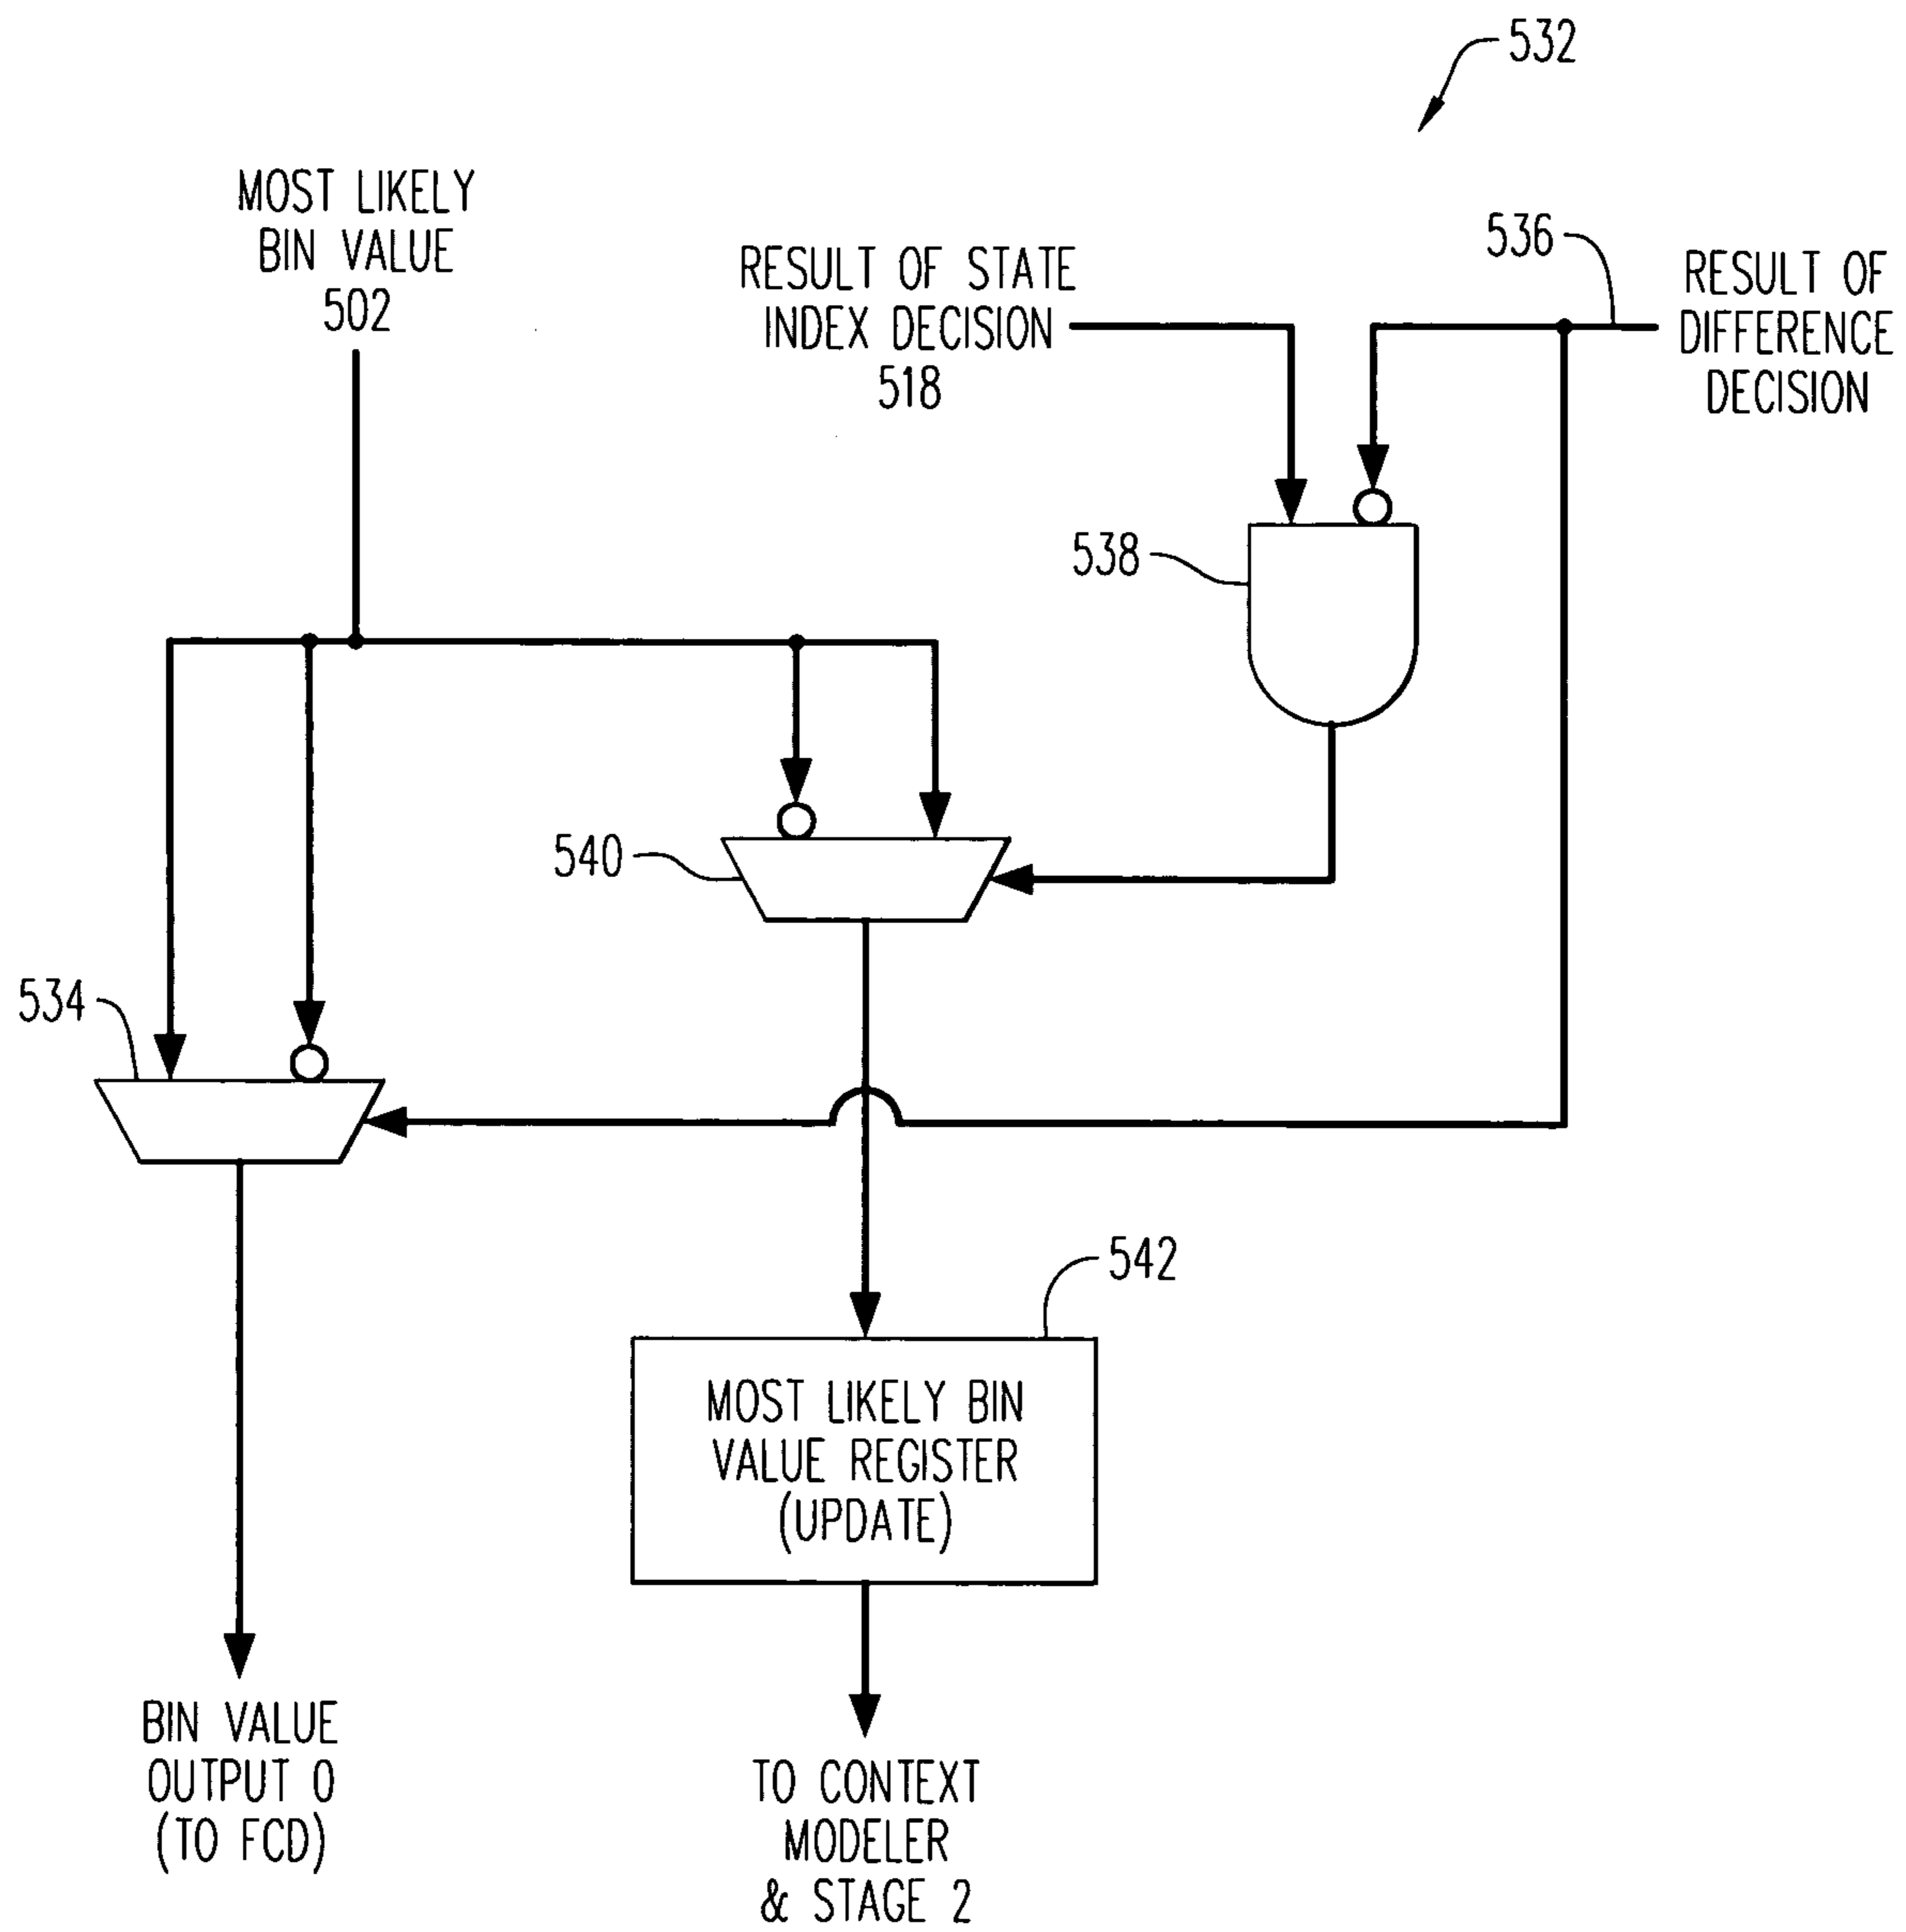 532
MOST LIKELY
BIN VALUE
502
RESULT OF STATE
INDEX DECISION
518
536
RESULT OF
DIFFERENCE
DECISION
538
540
534
542
MOST LIKELY BIN
VALUE REGISTER
(UPDATE)
BIN VALUE
OUTPUT 0
(TO FCD)
TO CONTEXT
MODELER
& STAGE 2